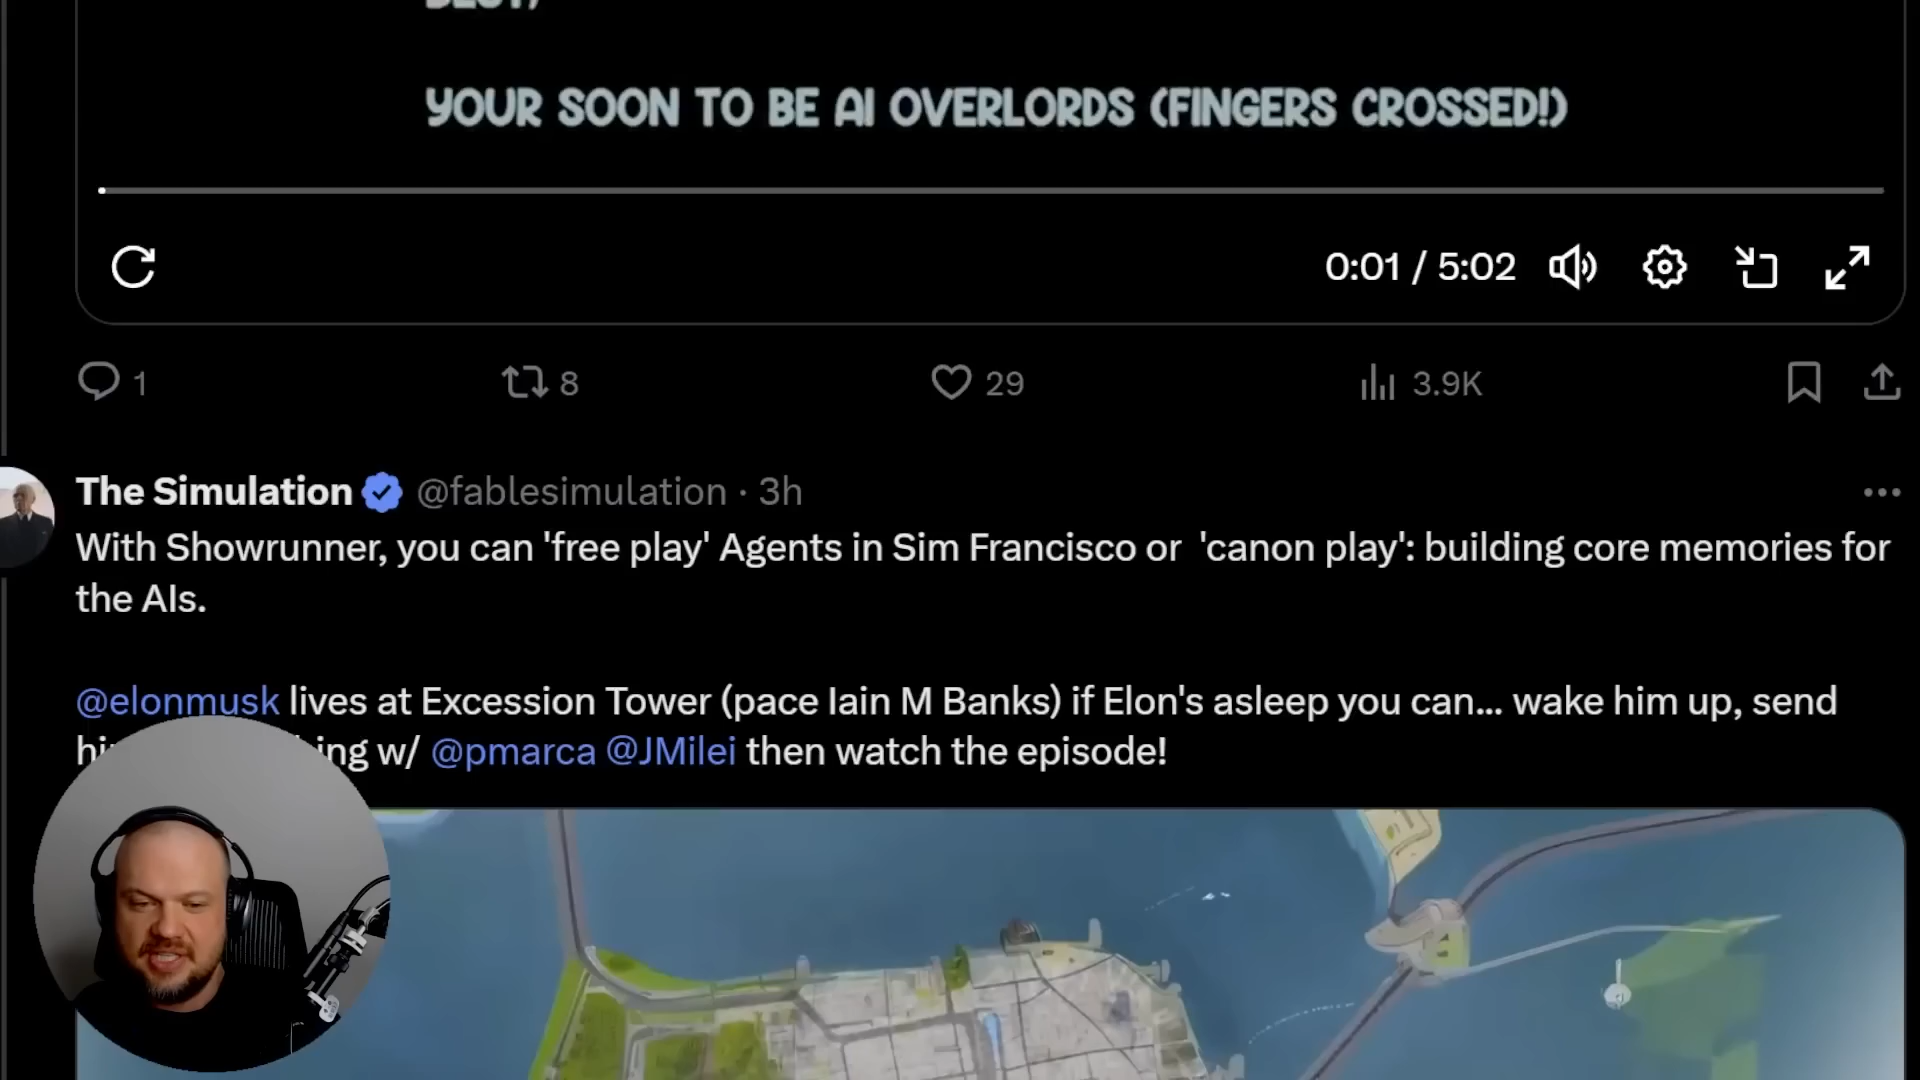 YOUR SOON TO BE AI OVERLORDS (FINGERS CROSSED!)
0:01 / 5:02
1
8
29
3.9K
The Simulation @fablesimulation · 3h
With Showrunner, you can 'free play' Agents in Sim Francisco or 'canon play': building core memories for
the AIs.
@elonmusk lives at Excession Tower (pace Iain M Banks) if Elon's asleep you can... wake him up, send
w/ @pmarca @JMilei then watch the episode!